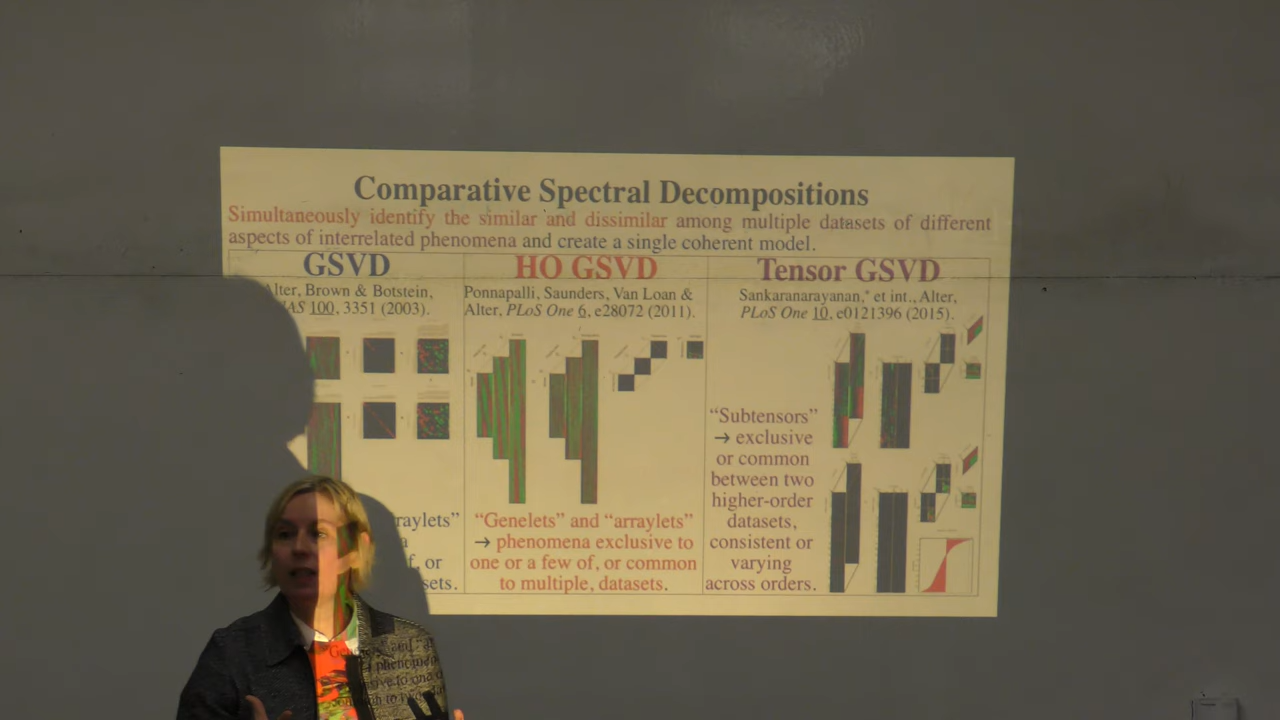 Comparative Spectral Decompositions
Simultaneously identify the similar and dissimilar among multiple datasets of different
aspects of interrelated phenomena and create a single coherent model.
GSVD
Alter, Brown & Botstein,
AS 100, 3351 (2003).
raylets”
f, or
sets.
HO GSVD
Ponnapalli, Saunders, Van Loan &
Alter, PLoS One 6, e28072 (2011).
“Genelets” and “arraylets”
→ phenomena exclusive to
one or a few of, or common
to multiple, datasets.
Tensor GSVD
Sankaranarayanan,* et int., Alter,
PLoS One 10, e0121396 (2015).
“Subtensors”
→ exclusive
or common
between two
higher-order
datasets,
consistent or
varying
across orders.